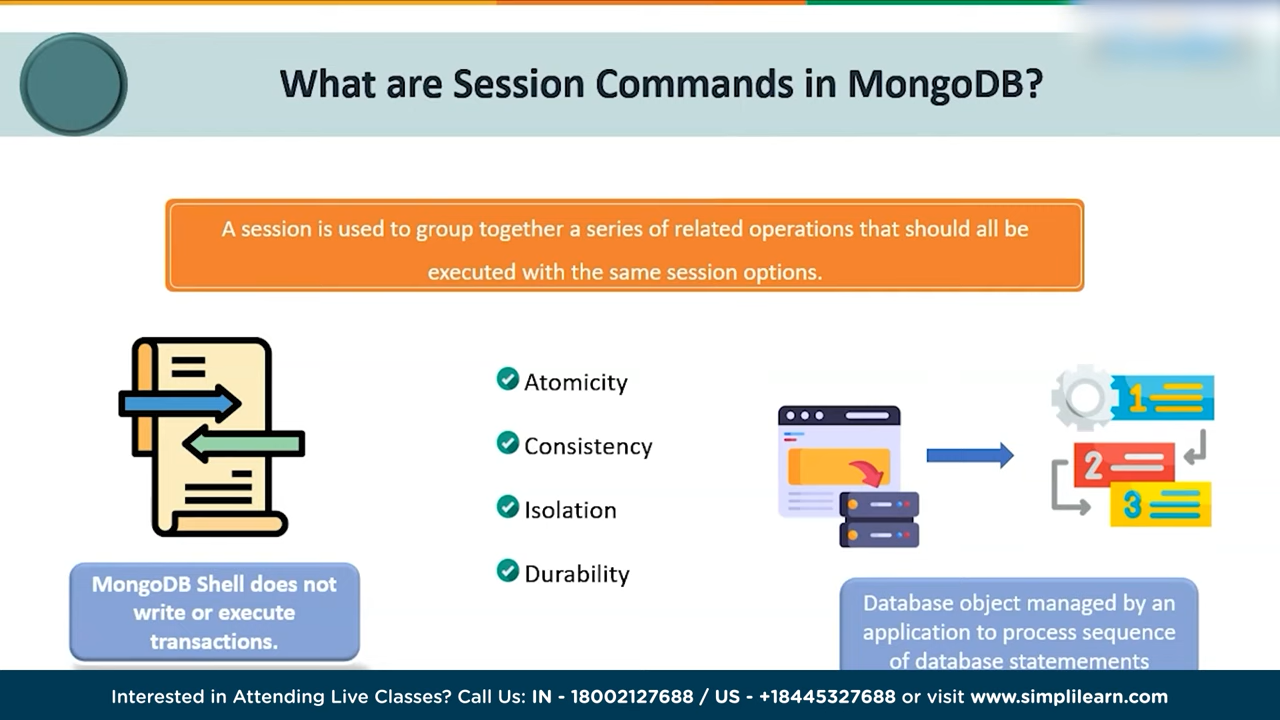 What are Session Commands in MongoDB?
A session is used to group together a series of related operations that should all be
executed with the same session options.
Atomicity
Consistency
Isolation
Durability
1
2
3
MongoDB Shell does not
write or execute
transactions.
Database object managed by an
application to process sequence
of database statemements
Interested in Attending Live Classes? Call Us: IN - 18002127688 / US - +18445327688 or visit www.simplilearn.com